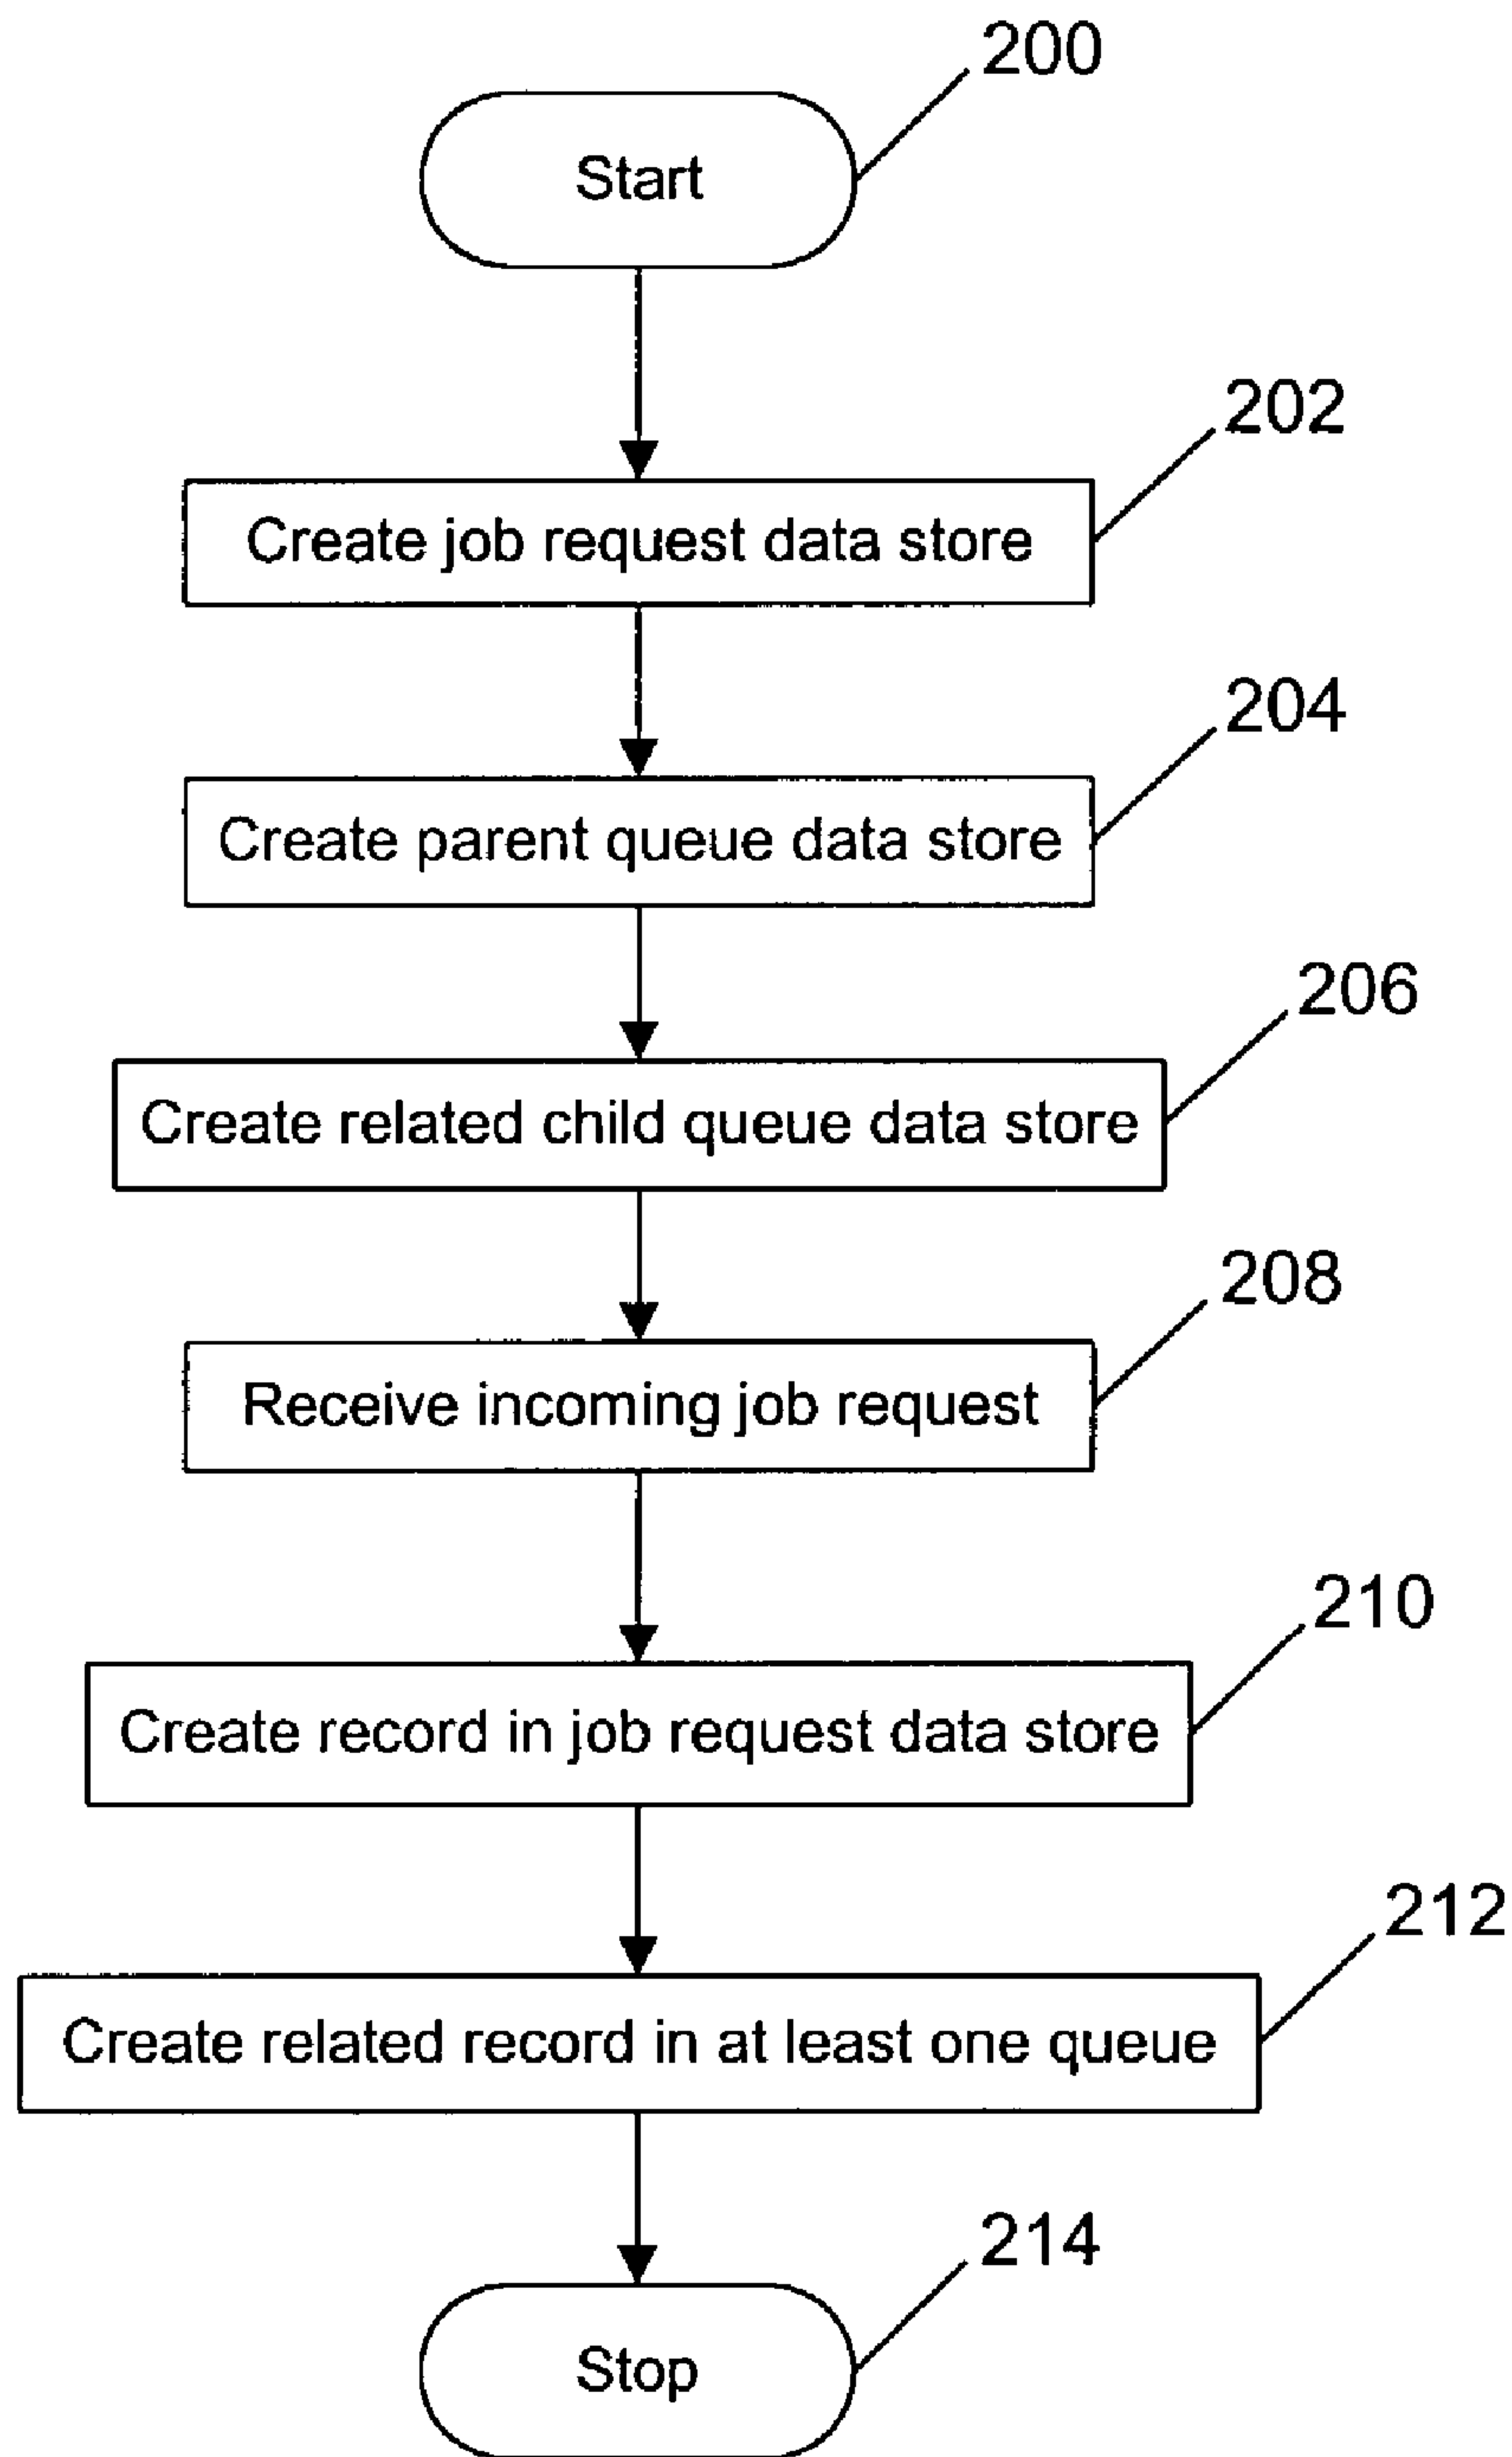 200
Start
202
Create job request data store
204
Create parent queue data store
206
Create related child queue data store
208
Receive incoming job request
210
Create record in job request data store
212
Create related record in at least one queue
214
Stop